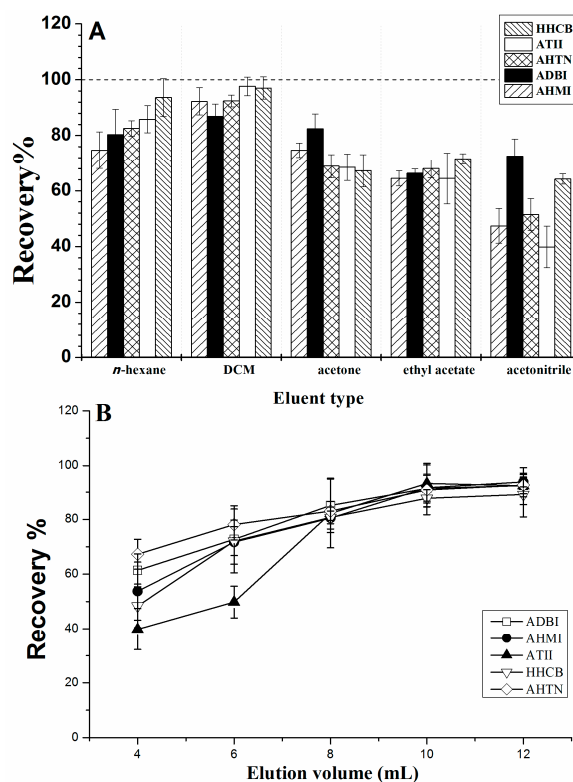 A
HHCB
ATII
AHTN
ADBI
AHMI
Recovery%
120
100
80
60
40
20
0
n-hexane DCM acetone ethyl acetate acetonitrile
Eluent type
B
Recovery %
120
100
80
60
40
20
0
ADBI
AHMI
ATII
HHCB
AHTN
4 6 8 10 12
Elution volume (mL)